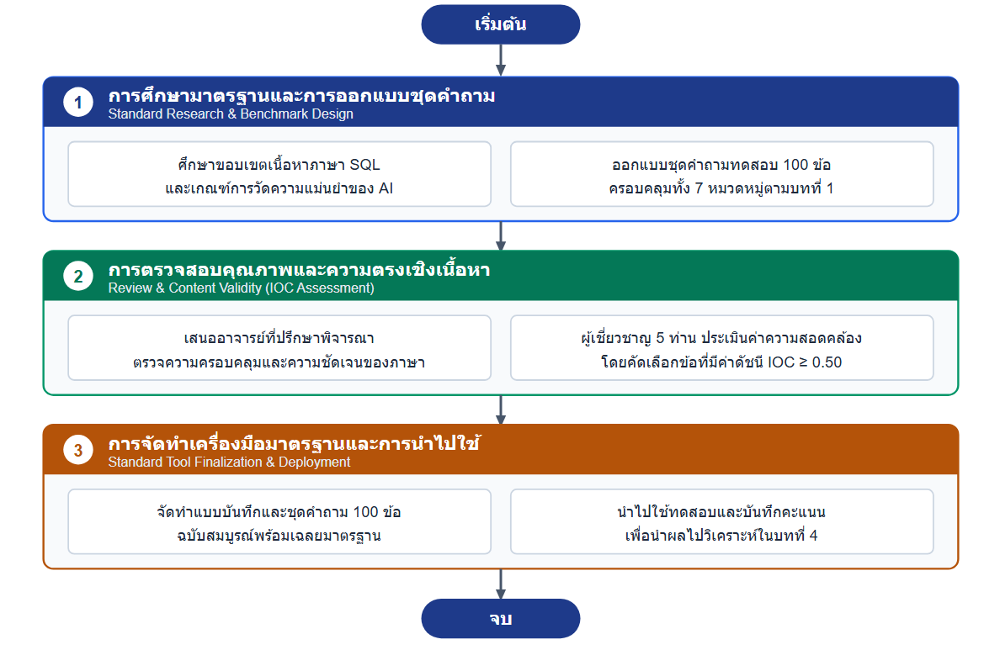 เริ่มต้น
1
การศึกษามาตรฐานและการออกแบบชุดคำถาม
Standard Research & Benchmark Design
ศึกษาขอบเขตเนื้อหาภาษา SQL
และเกณฑ์การวัดความแม่นยำของ AI
ออกแบบชุดคำถามทดสอบ 100 ข้อ
ครอบคลุมทั้ง 7 หมวดหมู่ตามบทที่ 1
2
การตรวจสอบคุณภาพและความตรงเชิงเนื้อหา
Review & Content Validity (IOC Assessment)
เสนออาจารย์ที่ปรึกษาพิจารณา
ตรวจความครอบคลุมและความชัดเจนของภาษา
ผู้เชี่ยวชาญ 5 ท่าน ประเมินค่าความสอดคล้อง
โดยคัดเลือกข้อที่มีค่าดัชนี IOC ≥ 0.50
3
การจัดทำเครื่องมือมาตรฐานและการนำไปใช้
Standard Tool Finalization & Deployment
จัดทำแบบบันทึกและชุดคำถาม 100 ข้อ
ฉบับสมบูรณ์พร้อมเฉลยมาตรฐาน
นำไปใช้ทดสอบและบันทึกคะแนน
เพื่อนำผลไปวิเคราะห์ในบทที่ 4
จบ